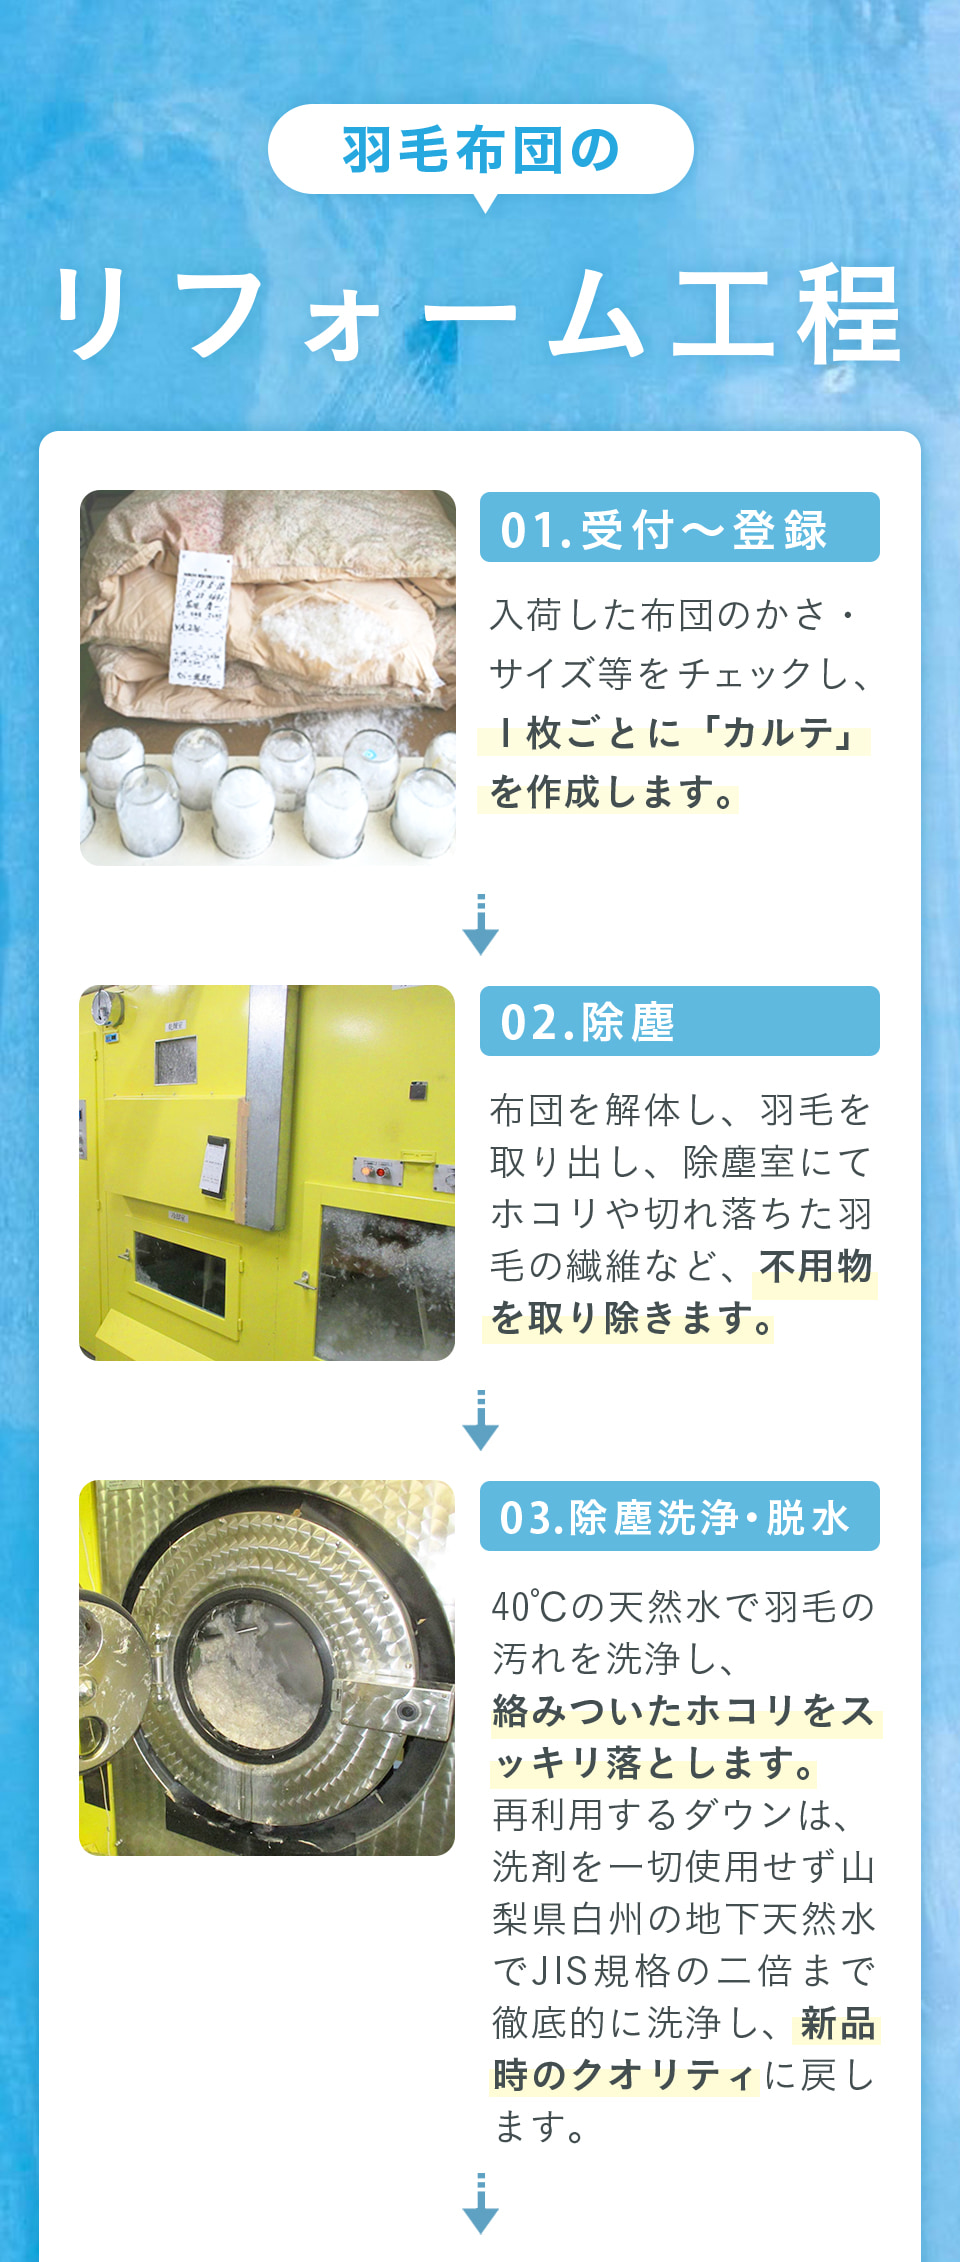 羽毛布団の
リフォーム工程
01.受付〜登録
入荷した布団のかさ・
サイズ等をチェックし、
1枚ごとに「カルテ」
を作成します。
02.除塵
布団を解体し、羽毛を
取り出し、除塵室にて
ホコリや切れ落ちた羽
毛の繊維など、不用物
を取り除きます。
03.除塵洗浄・脱水
40℃の天然水で羽毛の
汚れを洗浄し、
絡みついたホコリをス
ッキリ落とします。
再利用するダウンは、
洗剤を一切使用せず山
梨県白州の地下天然水
でJIS規格の二倍まで
徹底的に洗浄し、新品
時のクオリティに戻し
ます。